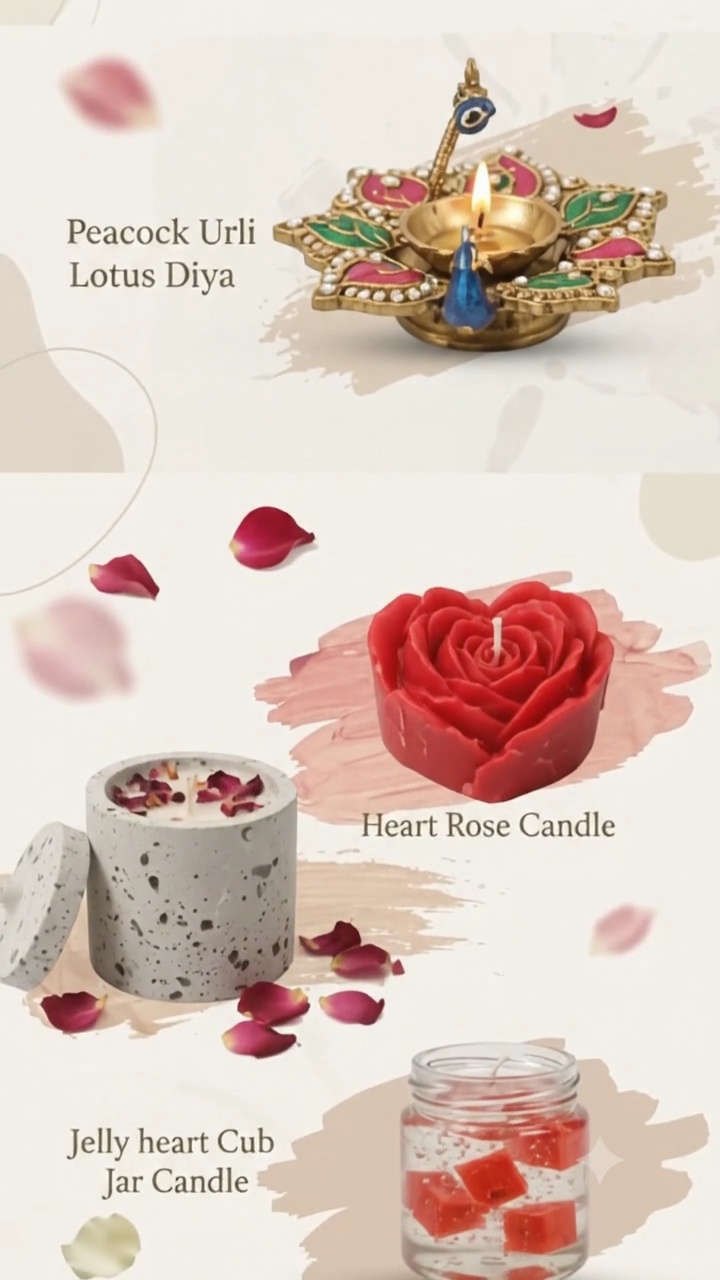 Peacock Urli
Lotus Diya
Heart Rose Candle
Jelly heart Cub
Jar Candle